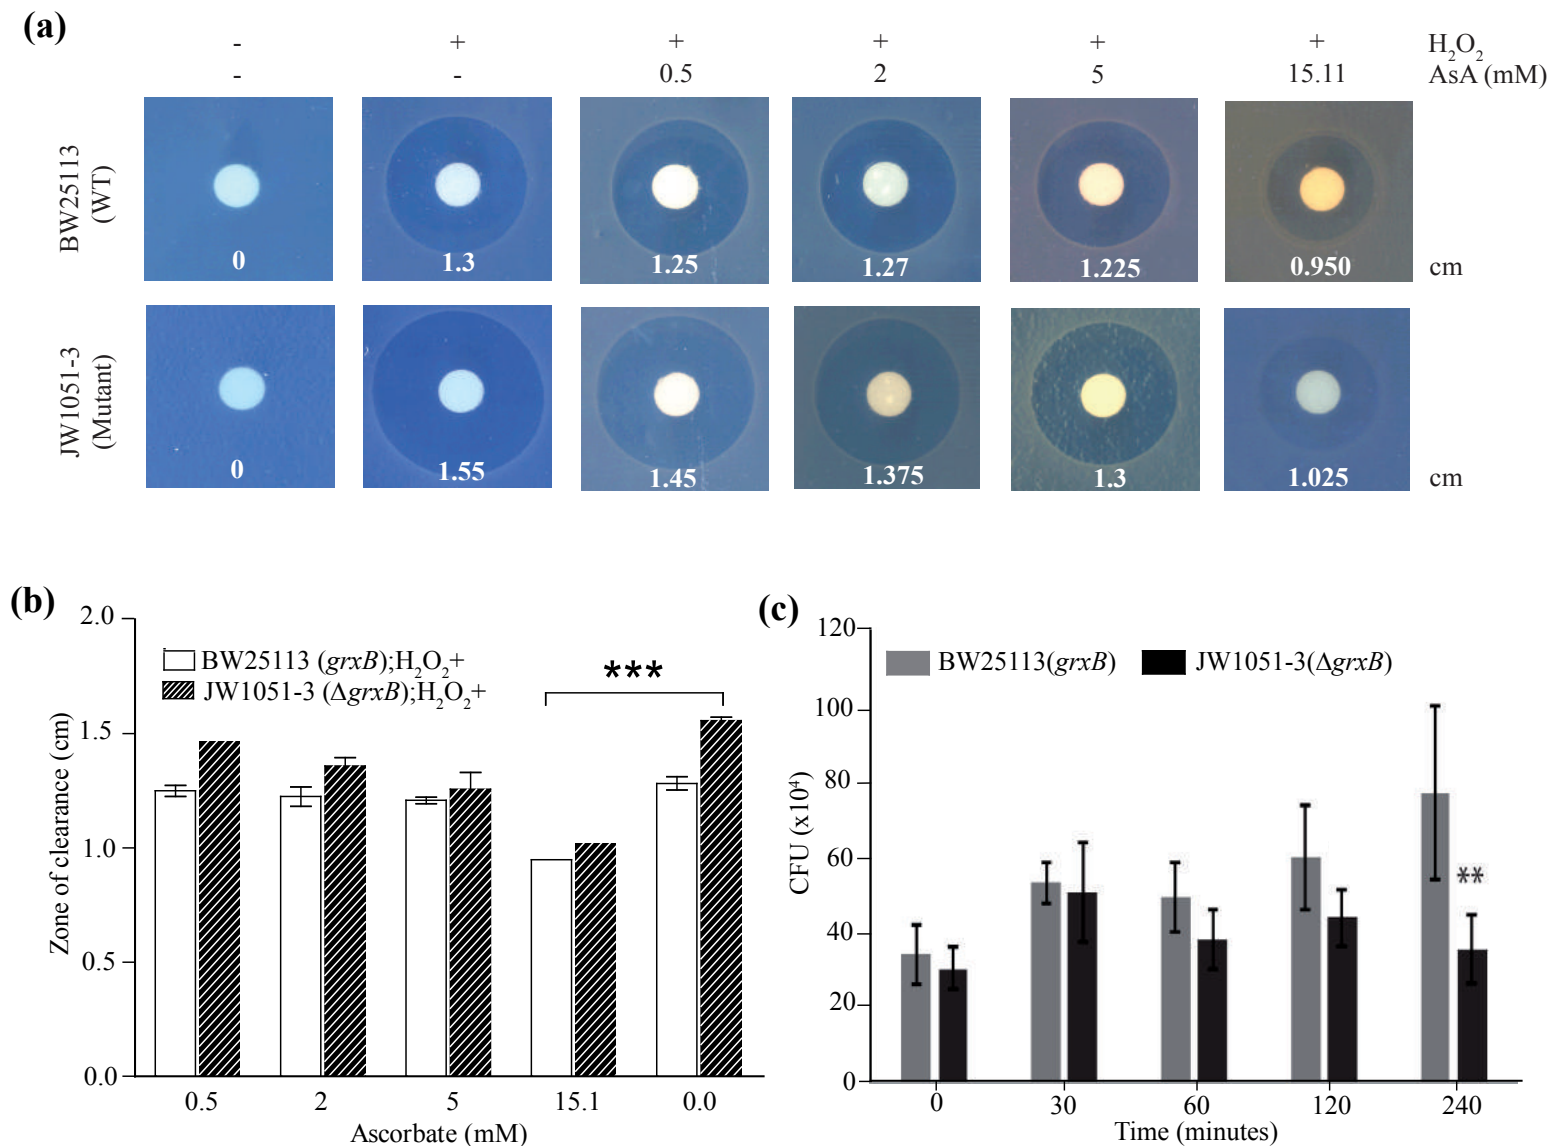 (a)
- + + + + + H₂O₂
- - 0.5 2 5 15.11 AsA (mM)
BW25113
(WT)
0 1.3 1.25 1.27 1.225 0.950 cm
JW1051-3
(Mutant)
0 1.55 1.45 1.375 1.3 1.025 cm
(b)
2.0
1.5
1.0
0.5
0.0
Zone of clearance (cm)
BW25113 (grxB);H₂O₂+
JW1051-3 (ΔgrxB);H₂O₂+
***
0.5 2 5 15.1 0.0
Ascorbate (mM)
(c)
120
100
80
60
40
20
0
CFU (x10⁴)
BW25113(grxB) JW1051-3(ΔgrxB)
**
0 30 60 120 240
Time (minutes)